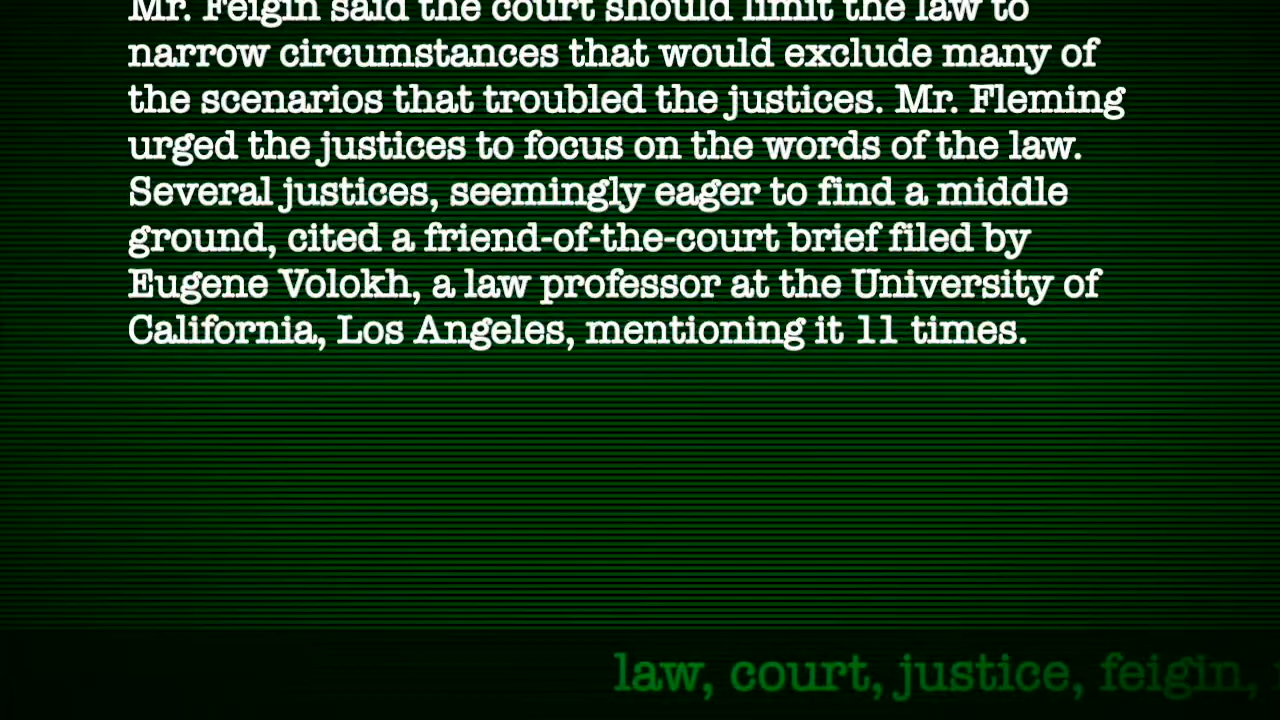 Mr. Feigin said the court should limit the law to
narrow circumstances that would exclude many of
the scenarios that troubled the justices. Mr. Fleming
urged the justices to focus on the words of the law.
Several justices, seemingly eager to find a middle
ground, cited a friend-of-the-court brief filed by
Eugene Volokh, a law professor at the University of
California, Los Angeles, mentioning it 11 times.
law, court, justice, feigin,